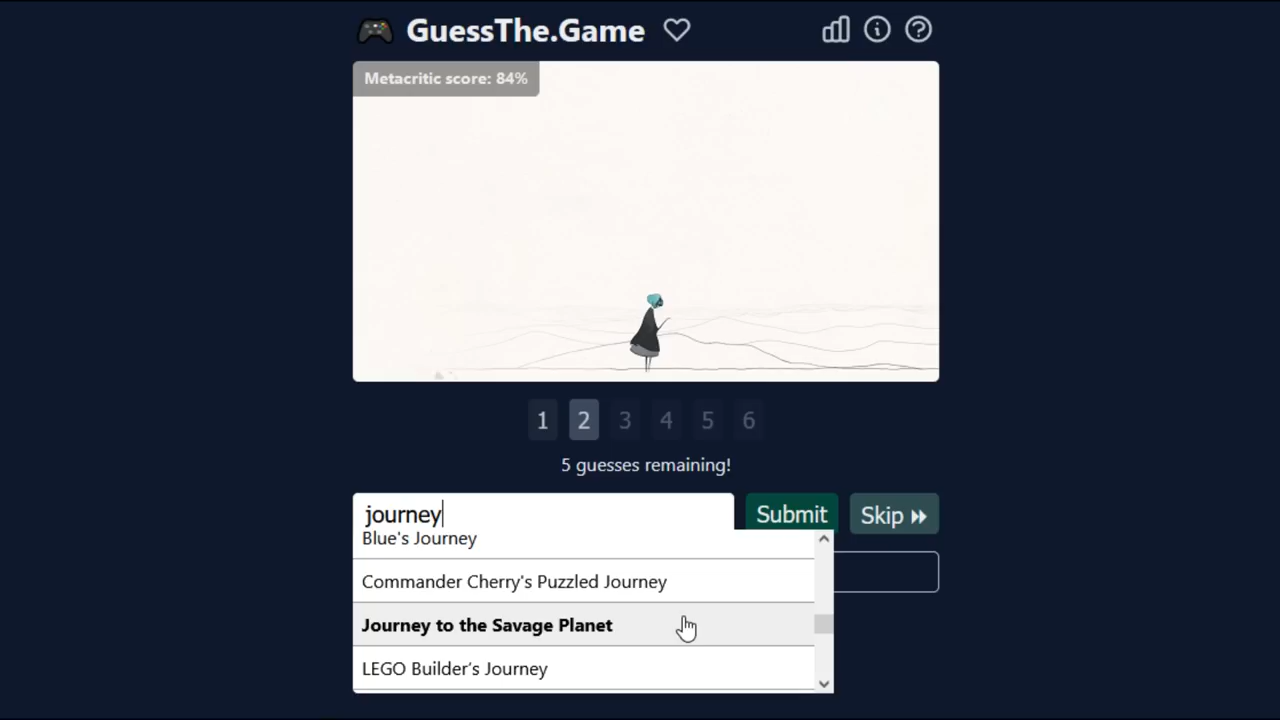 GuessThe.Game
Metacritic score: 84%
1 2 3 4 5 6
5 guesses remaining!
journey
Submit
Skip
Blue's Journey
Commander Cherry's Puzzled Journey
Journey to the Savage Planet
LEGO Builder's Journey